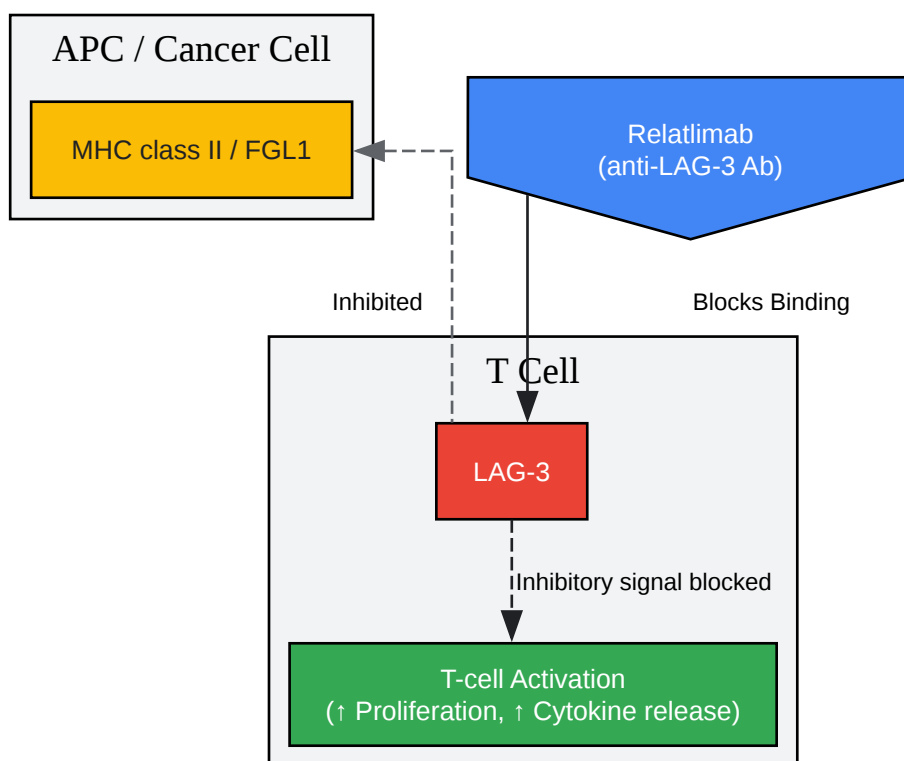 APC / Cancer Cell
MHC class II / FGL1
Relatlimab
(anti-LAG-3 Ab)
Inhibited
Blocks Binding
T Cell
LAG-3
Inhibitory signal blocked
T-cell Activation
(↑ Proliferation, ↑ Cytokine release)